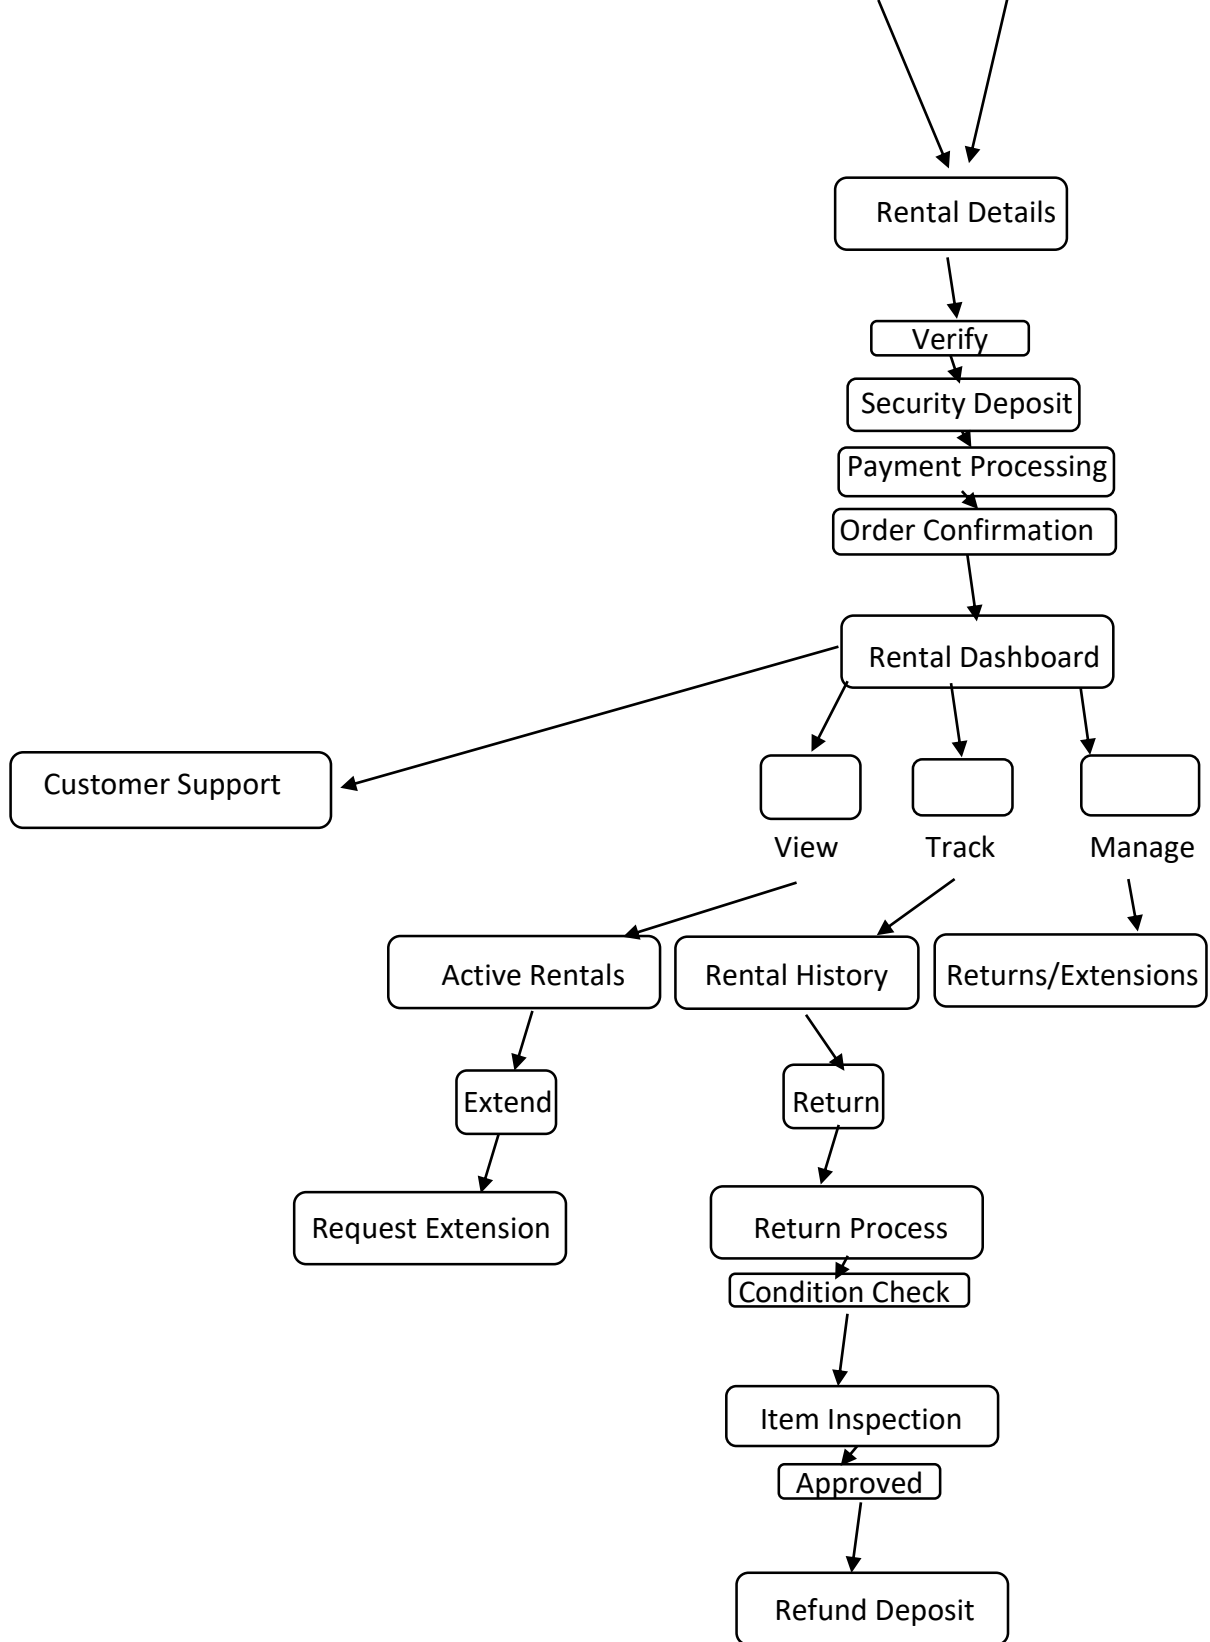 Rental Details
Verify
Security Deposit
Payment Processing
Order Confirmation
Rental Dashboard
Customer Support
View Track Manage
Active Rentals Rental History Returns/Extensions
Extend Return
Request Extension Return Process
Condition Check
Item Inspection
Approved
Refund Deposit